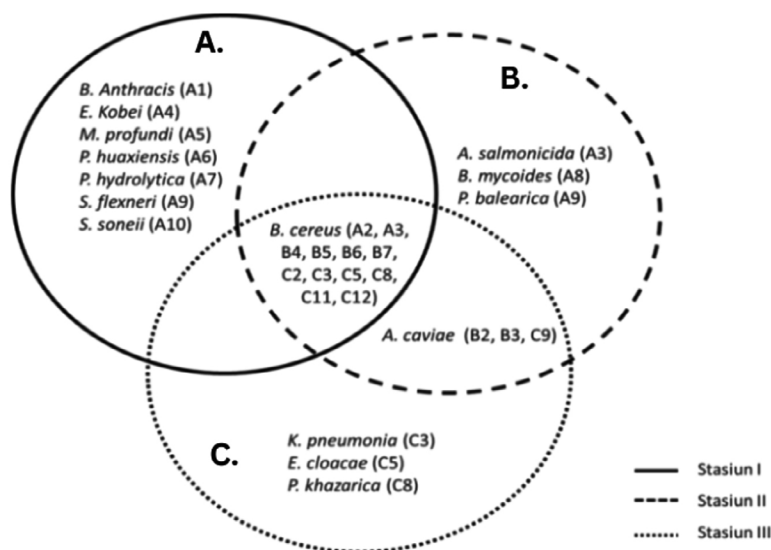 A.
B. Anthracis (A1)
E. Kobei (A4)
M. profundi (A5)
P. huaxiensis (A6)
P. hydrolytica (A7)
S. flexneri (A9)
S. soneii (A10)
B.
A. salmonicida (A3)
B. mycoides (A8)
P. balearica (A9)
B. cereus (A2, A3,
B4, B5, B6, B7,
C2, C3, C5, C8,
C11, C12)
A. caviae (B2, B3, C9)
C.
K. pneumonia (C3)
E. cloacae (C5)
P. khazarica (C8)
Stasiun I
Stasiun II
Stasiun III